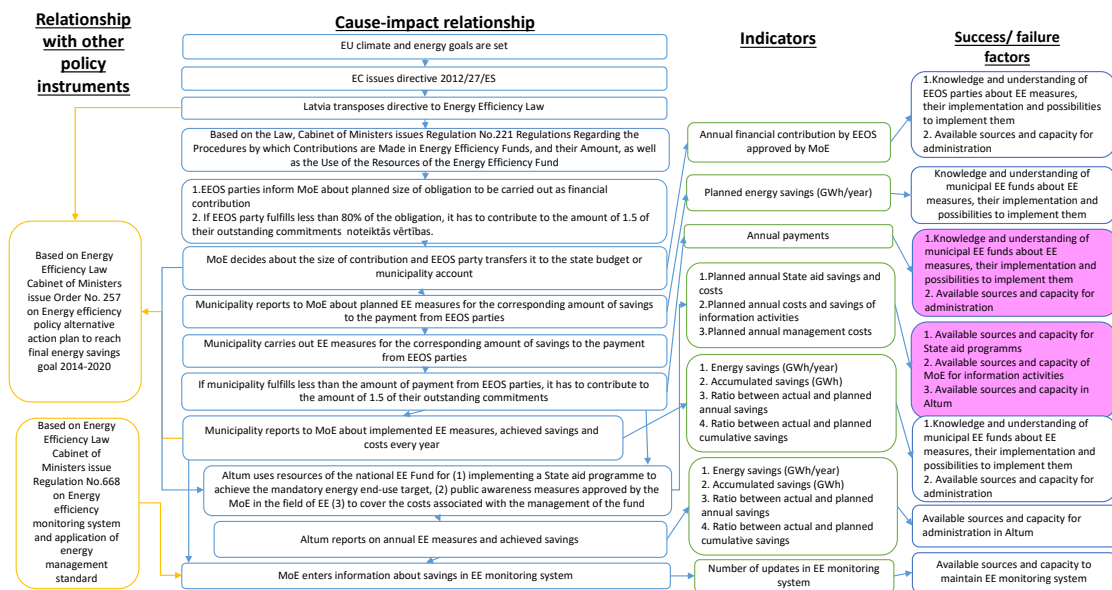 Relationship
with other
policy
instruments
Based on Energy
Efficiency Law
Cabinet of Ministers
issue Order No. 257
on Energy efficiency
policy alternative
action plan to reach
final energy savings
goal 2014-2020
Based on Energy
Efficiency Law
Cabinet of
Ministers issue
Regulation No.668
on Energy
efficiency
monitoring system
and application of
energy
management
standard
Cause-impact relationship
EU climate and energy goals are set
EC issues directive 2012/27/ES
Latvia transposes directive to Energy Efficiency Law
Based on the Law, Cabinet of Ministers issues Regulation No.221 Regulations Regarding the
Procedures by which Contributions are Made in Energy Efficiency Funds, and their Amount, as well
as the Use of the Resources of the Energy Efficiency Fund
1.EEOS parties inform MoE about planned size of obligation to be carried out as financial
contribution
2. If EEOS party fulfills less than 80% of the obligation, it has to contribute to the amount of 1.5 of
their outstanding commitments noteiktās vērtības.
MoE decides about the size of contribution and EEOS party transfers it to the state budget or
municipality account
Municipality reports to MoE about planned EE measures for the corresponding amount of savings
to the payment from EEOS parties
Municipality carries out EE measures for the corresponding amount of savings to the payment
from EEOS parties
If municipality fulfills less than the amount of payment from EEOS parties, it has to contribute to
the amount of 1.5 of their outstanding commitments
Municipality reports to MoE about implemented EE measures, achieved savings and
costs every year
Altum uses resources of the national EE Fund for (1) implementing a State aid programme to
achieve the mandatory energy end-use target, (2) public awareness measures approved by the
MoE in the field of EE (3) to cover the costs associated with the management of the fund
Altum reports on annual EE measures and achieved savings
MoE enters information about savings in EE monitoring system
Indicators
Annual financial contribution by EEOS
approved by MoE
Planned energy savings (GWh/year)
Annual payments
1.Planned annual State aid savings and
costs
2.Planned annual costs and savings of
information activities
3.Planned annual management costs
1. Energy savings (GWh/year)
2. Accumulated savings (GWh)
3. Ratio between actual and planned
annual savings
4. Ratio between actual and planned
cumulative savings
1. Energy savings (GWh/year)
2. Accumulated savings (GWh)
3. Ratio between actual and planned
annual savings
4. Ratio between actual and planned
cumulative savings
Number of updates in EE monitoring
system
Success/ failure
factors
1.Knowledge and understanding of
EEOS parties about EE measures,
their implementation and possibilities
to implement them
2. Available sources and capacity for
administration
Knowledge and understanding of
municipal EE funds about EE
measures, their implementation and
possibilities to implement them
1.Knowledge and understanding of
municipal EE funds about EE
measures, their implementation and
possibilities to implement them
2. Available sources and capacity for
administration
1. Available sources and capacity for
State aid programms
2. Available sources and capacity of
MoE for information activities
3. Available sources and capacity in
Altum
1.Knowledge and understanding of
municipal EE funds about EE
measures, their implementation and
possibilities to implement them
2. Available sources and capacity for
administration
Available sources and capacity for
administration in Altum
Available sources and capacity to
maintain EE monitoring system